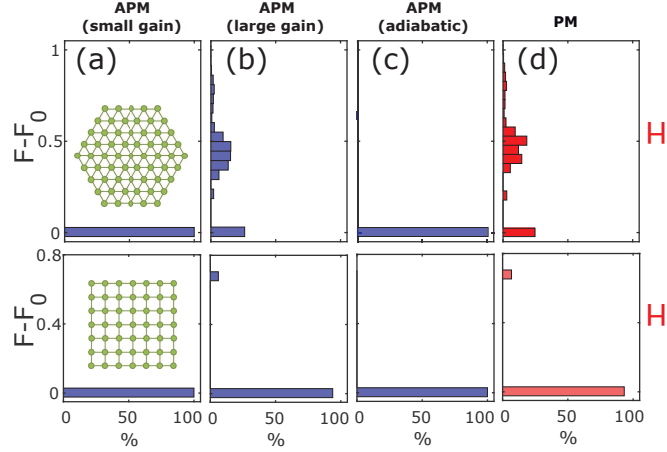 APM
(small gain)
APM
(large gain)
APM
(adiabatic)
PM
(a)
(b)
(c)
(d)
F-F0
1
0.5
0
H
F-F0
0.8
0.4
0
H
0 50 100
%
0 50 100
%
0 50 100
%
0 50 100
%